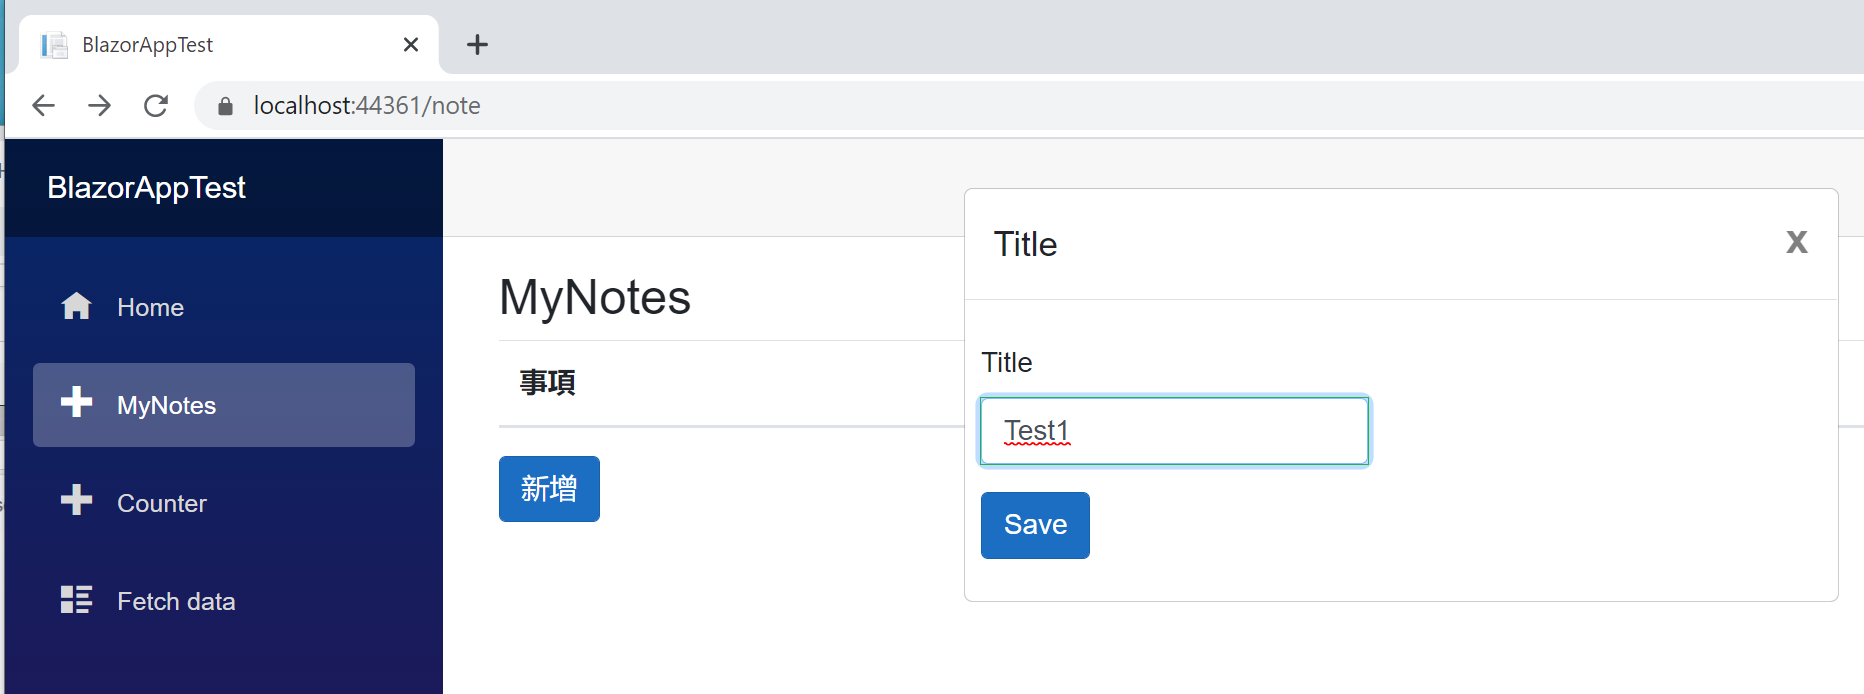 BlazorAppTest
localhost:44361/note
BlazorAppTest
Home
MyNotes
Counter
Fetch data
MyNotes
事項
新增
Title
X
Title
Test1
Save